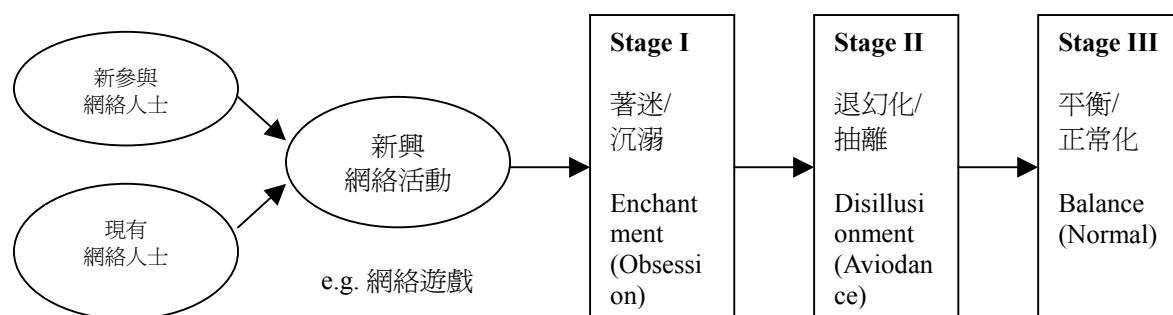 新參與
網絡人士
現有
網絡人士
新興
網絡活動
e.g. 網絡遊戲
Stage I
著迷/
沉溺
Enchant
ment
(Obsessi
on)
Stage II
退幻化/
抽離
Disillusi
onment
(Aviodan
ce)
Stage III
平衡/
正常化
Balance
(Normal)